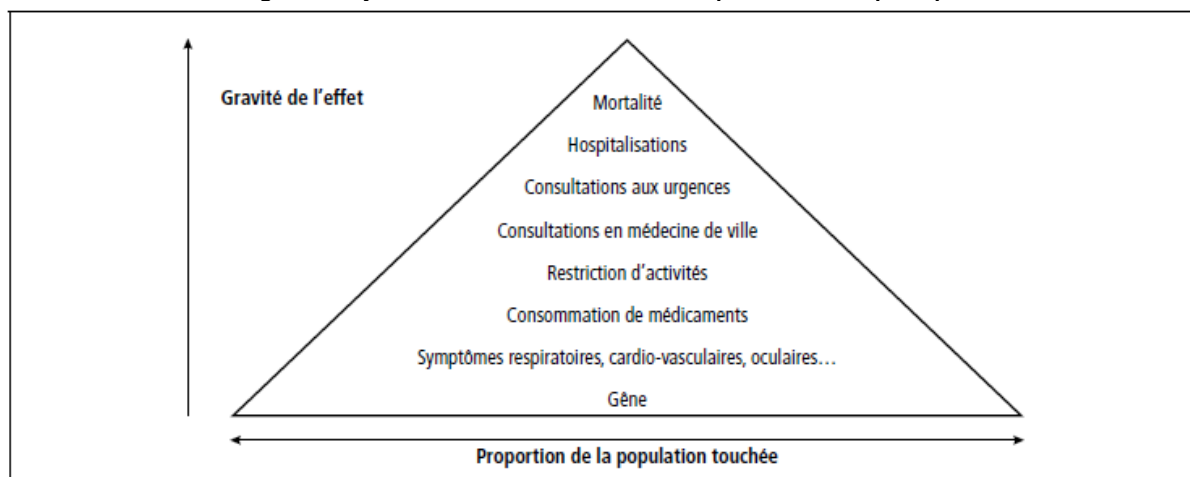 Gravité de l'effet
Mortalité
Hospitalisations
Consultations aux urgences
Consultations en médecine de ville
Restriction d'activités
Consommation de médicaments
Symptômes respiratoires, cardio-vasculaires, oculaires…
Gêne
Proportion de la population touchée